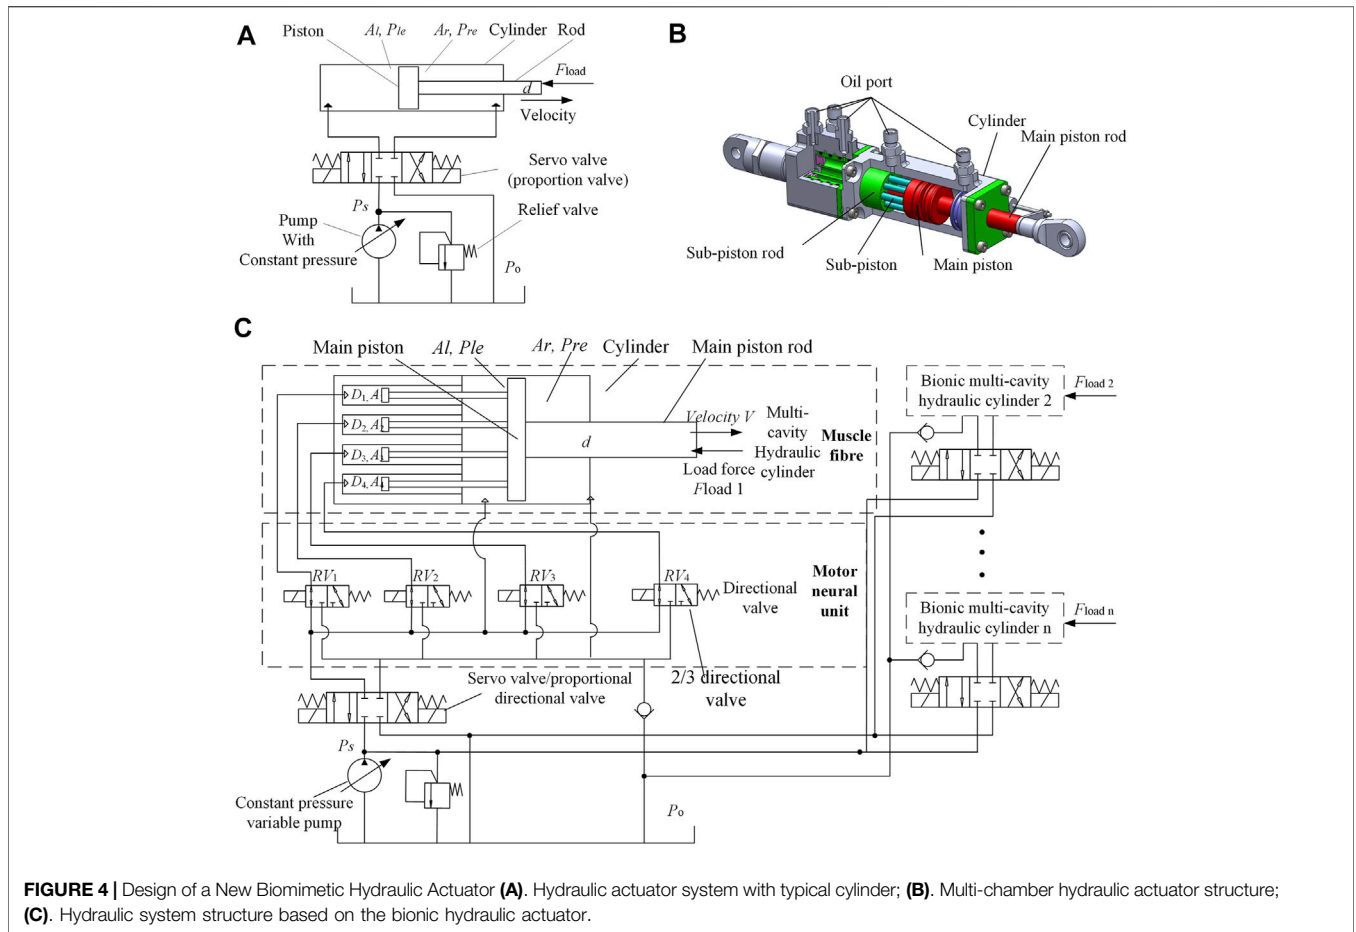 A
Piston
Al, Ple
Ar, Pre
Cylinder
Rod
Fload
d
Velocity
Servo valve
(proportion valve)
Ps
Relief valve
Pump
With
Constant pressure
Po
B
Oil port
Cylinder
Main piston rod
Sub-piston rod
Sub-piston
Main piston
C
Main piston
Al, Ple
Ar, Pre
Cylinder
Main piston rod
D1, A
D2, A2
D3, A3
D4, A4
d
Velocity V
Load force
Fload 1
Multi-
cavity
Hydraulic
cylinder
Muscle
fibre
RV1
RV2
RV3
RV4
Directional
valve
Motor
neural
unit
Servo valve/proportional
directional valve
2/3 directional
valve
Ps
Constant pressure
variable pump
Po
Bionic multi-cavity
hydraulic cylinder 2
Fload 2
Bionic multi-cavity
hydraulic cylinder n
Fload n
FIGURE 4 | Design of a New Biomimetic Hydraulic Actuator (A). Hydraulic actuator system with typical cylinder; (B). Multi-chamber hydraulic actuator structure;
(C). Hydraulic system structure based on the bionic hydraulic actuator.